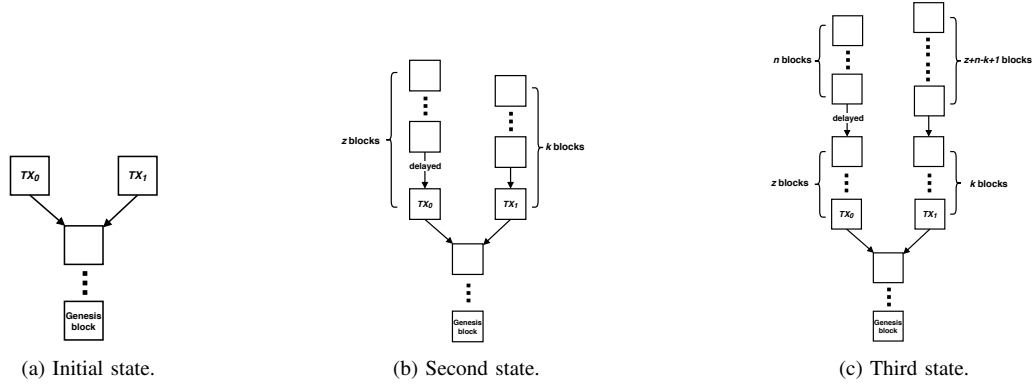 TX0
TX1
Genesis
block
(a) Initial state.
z blocks
delayed
k blocks
TX0
TX1
Genesis
block
(b) Second state.
n blocks
z+n-k+1 blocks
delayed
z blocks
k blocks
TX0
TX1
Genesis
block
(c) Third state.